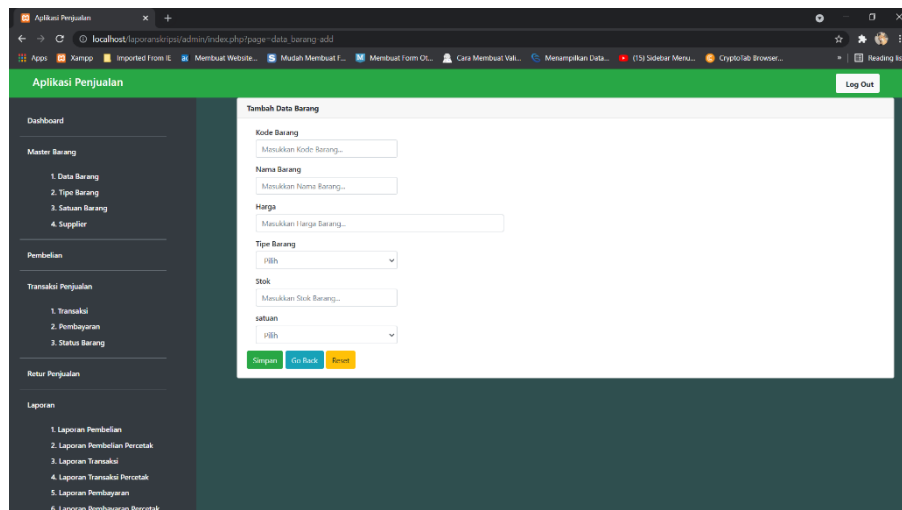 Aplikasi Penjualan
localhost/laporanskripsi/admin/index.php?page=data_barang-add
Apps Xampp Imported From IE Membuat Website... Mudah Membuat F... Membuat Form Ot... Cara Membuat Vali... Menampilkan Data... (15) Sidebar Menu... CryptoTab Browser... » Reading lis
Aplikasi Penjualan
Log Out
Dashboard
Master Barang
1. Data Barang
2. Tipe Barang
3. Satuan Barang
4. Supplier
Pembelian
Transaksi Penjualan
1. Transaksi
2. Pembayaran
3. Status Barang
Retur Penjualan
Laporan
1. Laporan Pembelian
2. Laporan Pembelian Percetak
3. Laporan Transaksi
4. Laporan Transaksi Percetak
5. Laporan Pembayaran
6. Laporan Pembayaran Percetak
Tambah Data Barang
Kode Barang
Masukkan Kode Barang...
Nama Barang
Masukkan Nama Barang...
Harga
Masukkan Harga Barang...
Tipe Barang
Pilih
Stok
Masukkan Stok Barang...
satuan
Pilih
Simpan Go Back Reset